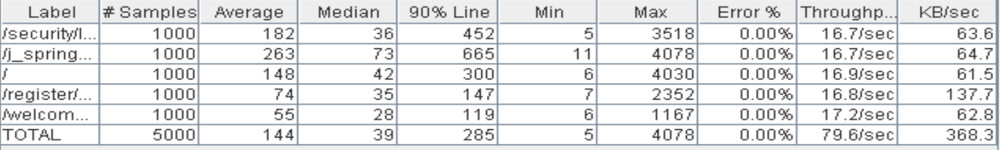 Label # Samples Average Median 90% Line Min Max Error % Throughp... KB/sec
/security/l... 1000 182 36 452 5 3518 0.00% 16.7/sec 63.6
/j_spring... 1000 263 73 665 11 4078 0.00% 16.7/sec 64.7
/ 1000 148 42 300 6 4030 0.00% 16.9/sec 61.5
/register/... 1000 74 35 147 7 2352 0.00% 16.8/sec 137.7
/welcom... 1000 55 28 119 6 1167 0.00% 17.2/sec 62.8
TOTAL 5000 144 39 285 5 4078 0.00% 79.6/sec 368.3